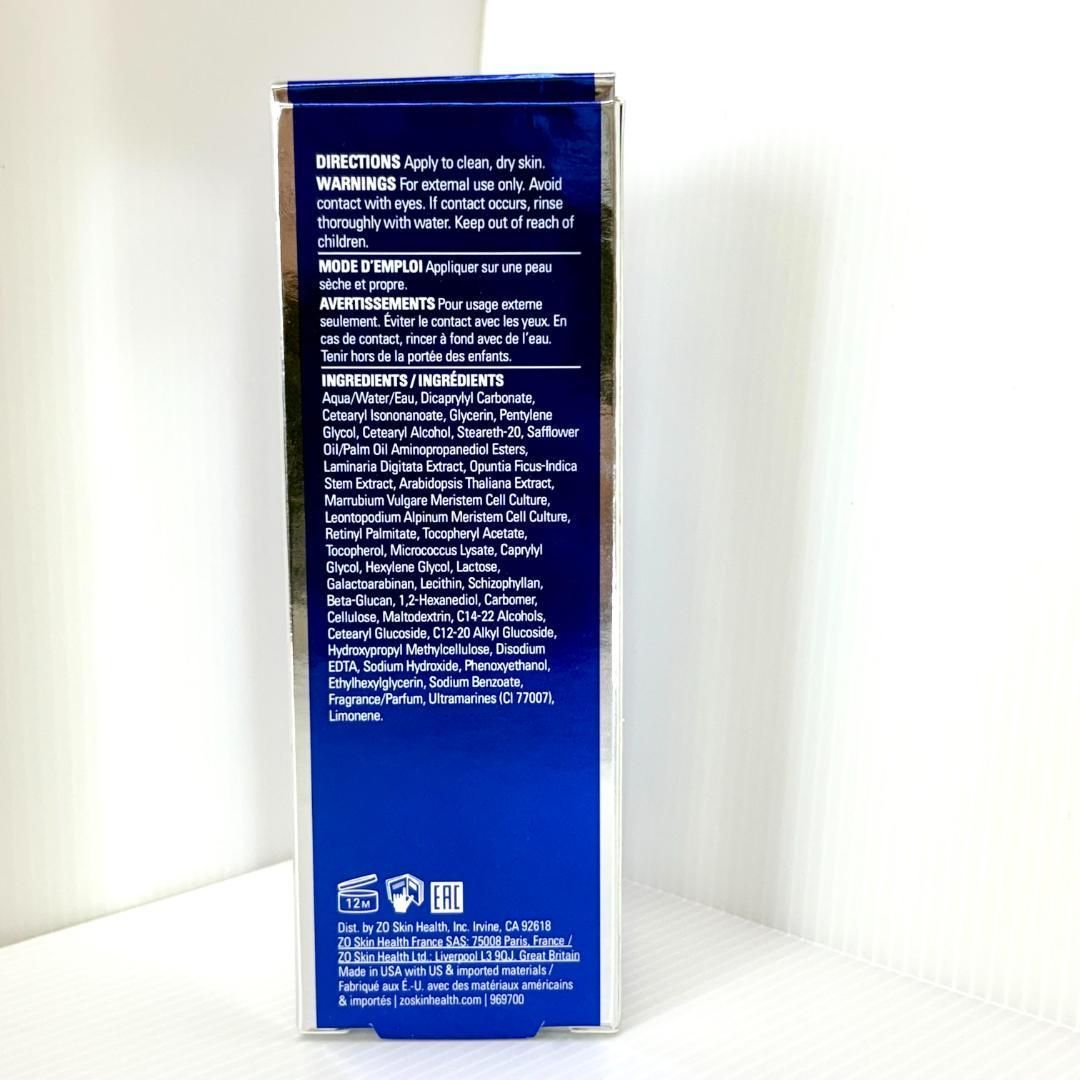 DIRECTIONS Apply to clean, dry skin.
WARNINGS For external use only. Avoid
contact with eyes. If contact occurs, rinse
thoroughly with water. Keep out of reach of
children.
MODE D'EMPLOI Appliquer sur une peau
sèche et propre.
AVERTISSEMENTS Pour usage externe
seulement. Éviter le contact avec les yeux. En
cas de contact, rincer à fond avec de l'eau.
Tenir hors de la portée des enfants.
INGREDIENTS / INGRÉDIENTS
Aqua/Water/Eau, Dicaprylyl Carbonate,
Cetearyl Isononanoate, Glycerin, Pentylene
Glycol, Cetearyl Alcohol, Steareth-20, Safflower
Oil/Palm Oil Aminopropanediol Esters,
Laminaria Digitata Extract, Opuntia Ficus-Indica
Stem Extract, Arabidopsis Thaliana Extract,
Marrubium Vulgare Meristem Cell Culture,
Leontopodium Alpinum Meristem Cell Culture,
Retinyl Palmitate, Tocopheryl Acetate,
Tocopherol, Micrococcus Lysate, Caprylyl
Glycol, Hexylene Glycol, Lactose,
Galactoarabinan, Lecithin, Schizophyllan,
Beta-Glucan, 1,2-Hexanediol, Carbomer,
Cellulose, Maltodextrin, C14-22 Alcohols,
Cetearyl Glucoside, C12-20 Alkyl Glucoside,
Hydroxypropyl Methylcellulose, Disodium
EDTA, Sodium Hydroxide, Phenoxyethanol,
Ethylhexylglycerin, Sodium Benzoate,
Fragrance/Parfum, Ultramarines (CI 77007),
Limonene.
12M EAC
Dist. by ZO Skin Health, Inc. Irvine, CA 92618
ZO Skin Health France SAS: 75008 Paris, France /
ZO Skin Health Ltd.: Liverpool L3 9QJ, Great Britain
Made in USA with US & imported materials /
Fabriqué aux É.-U. avec des matériaux américains
& importés | zoskinhealth.com | 969700